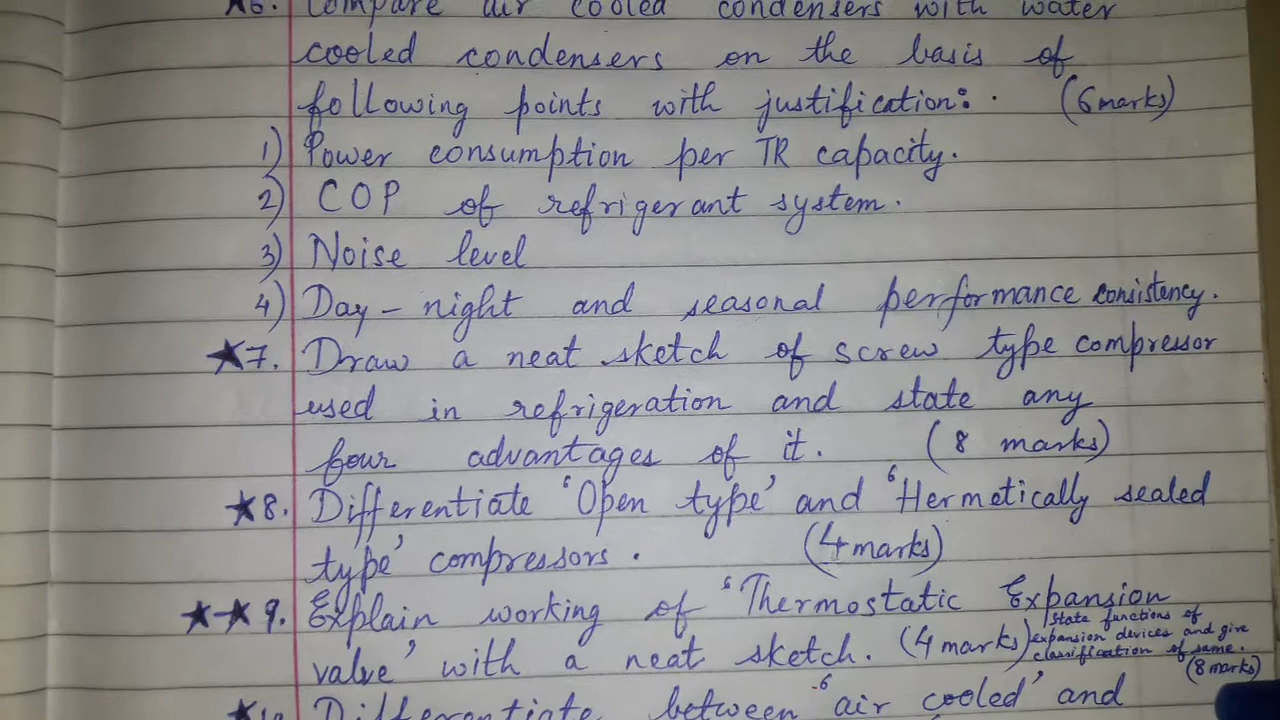 ★6. Compare air cooled condensers with water
cooled condensers on the basis of
following points with justification: (6 marks)
1) Power consumption per TR capacity.
2) COP of refrigerant system.
3) Noise level
4) Day - night and seasonal performance consistency.
★7. Draw a neat sketch of screw type compressor
used in refrigeration and state any
four advantages of it. (8 marks)
★8. Differentiate 'Open type' and 'Hermetically sealed
type' compressors. (4 marks)
★★9. Explain working of 'Thermostatic Expansion
valve' with a neat sketch. (4 marks)
/state functions of
expansion devices and give
classification of same.
(8 marks)
Differentiate between 'air cooled' and